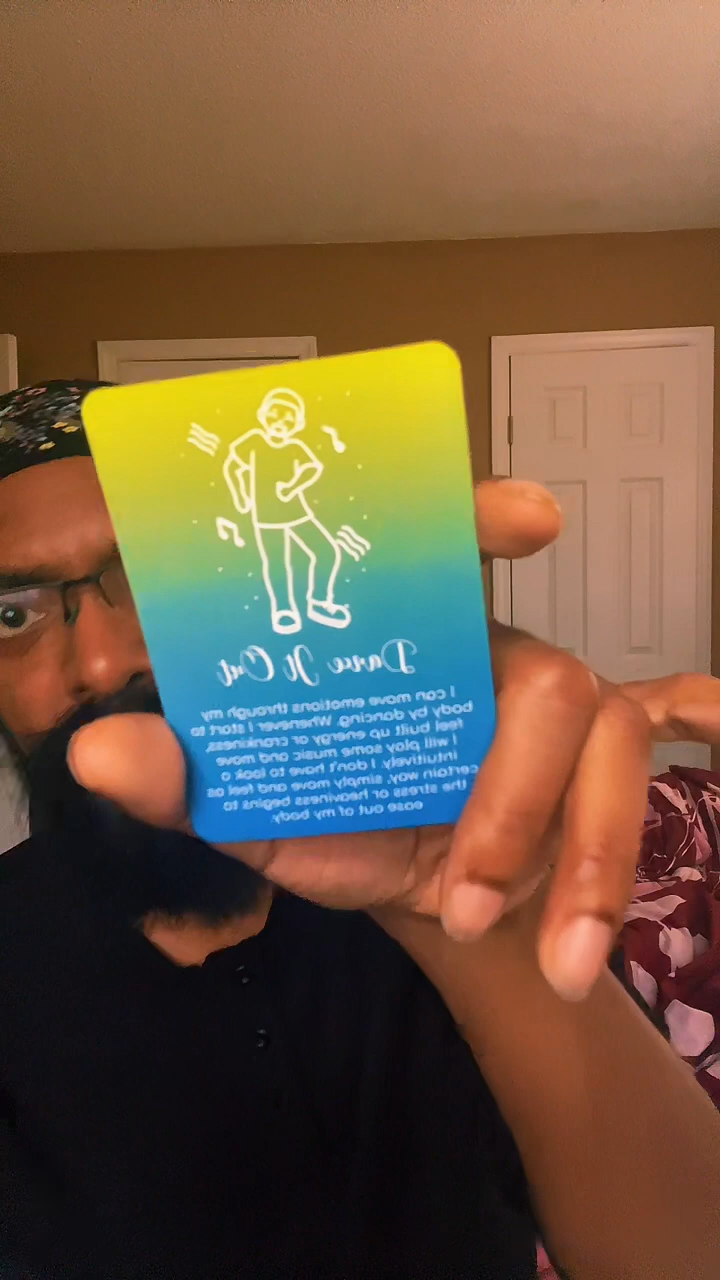 Dance It Out
I can move emotions through my
body by dancing. Whenever I start to
feel built up energy or crankiness,
I will play some music and move
intuitively. I don't have to look a
certain way, simply move and feel as
the stress or heaviness begins to
ease out of my body.